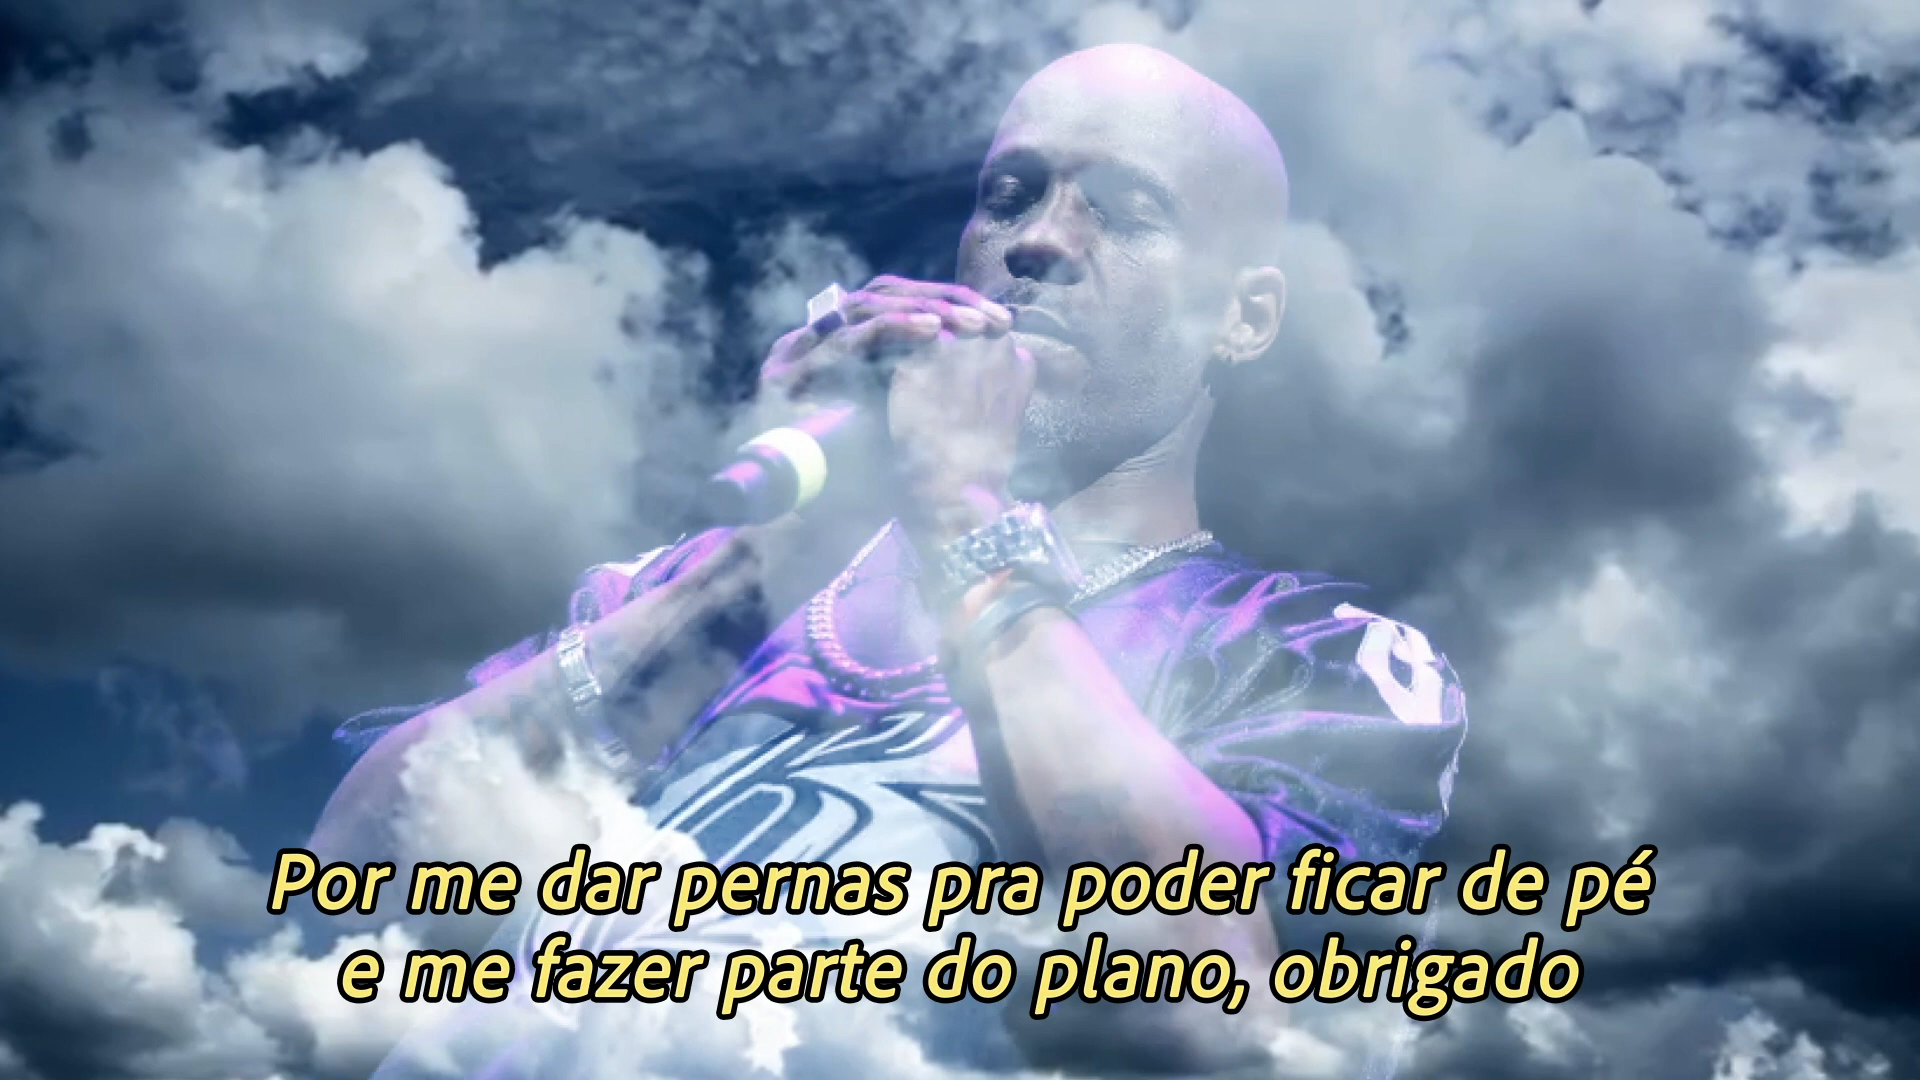 Por me dar pernas pra poder ficar de pé
e me fazer parte do plano, obrigado